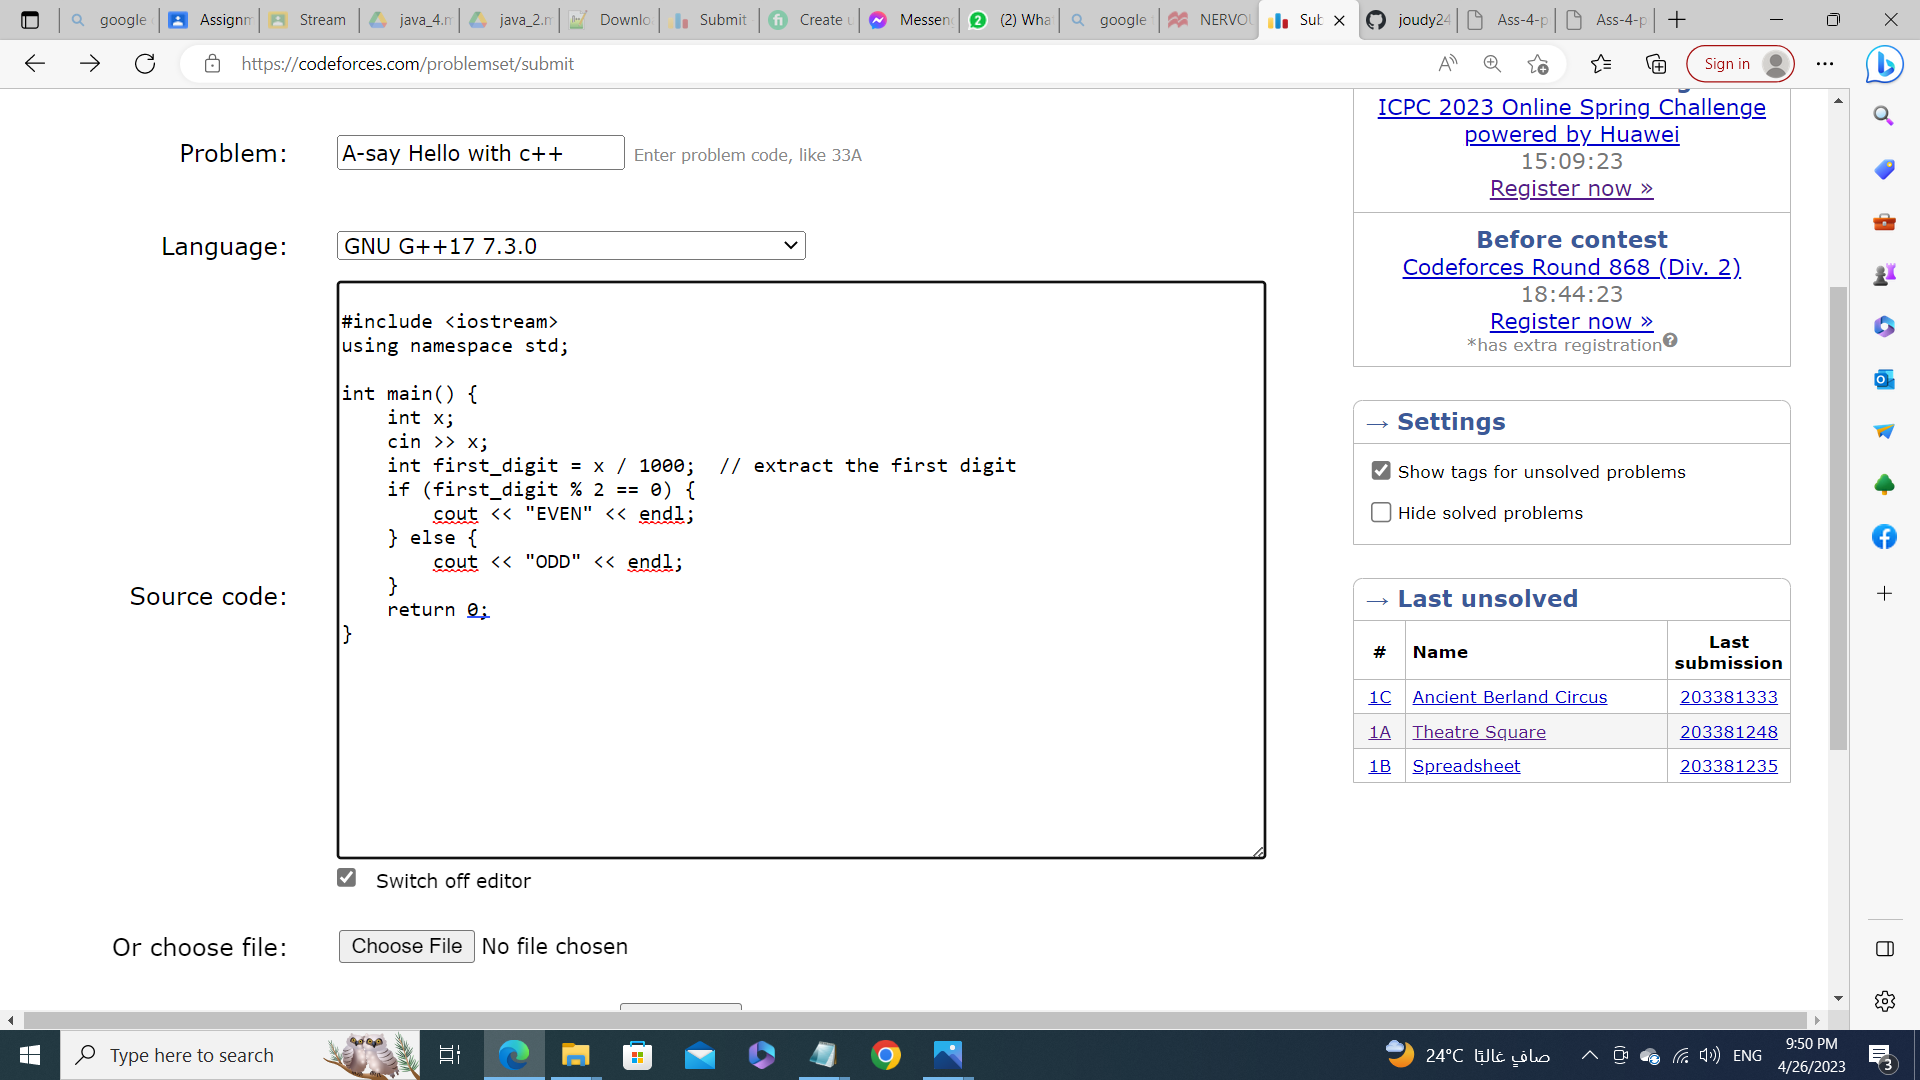 google
Assignm
Stream
java_4.m
java_2.m
Downlo
Submit
Create u
Messen
(2) Wha
google
NERVOU
Sub
joudy24
Ass-4-p
Ass-4-p
https://codeforces.com/problemset/submit
Sign in
Problem:
A-say Hello with c++
Enter problem code, like 33A
Language:
GNU G++17 7.3.0
Source code:
#include <iostream>
using namespace std;
int main() {
    int x;
    cin >> x;
    int first_digit = x / 1000;  // extract the first digit
    if (first_digit % 2 == 0) {
        cout << "EVEN" << endl;
    } else {
        cout << "ODD" << endl;
    }
    return 0;
}
Switch off editor
Or choose file:
Choose File No file chosen
ICPC 2023 Online Spring Challenge
powered by Huawei
15:09:23
Register now »
Before contest
Codeforces Round 868 (Div. 2)
18:44:23
Register now »
*has extra registration?
→ Settings
Show tags for unsolved problems
Hide solved problems
→ Last unsolved
# Name Last submission
1C Ancient Berland Circus 203381333
1A Theatre Square 203381248
1B Spreadsheet 203381235
Type here to search
24°C صافٍ غالبًا
ENG
9:50 PM
4/26/2023
3